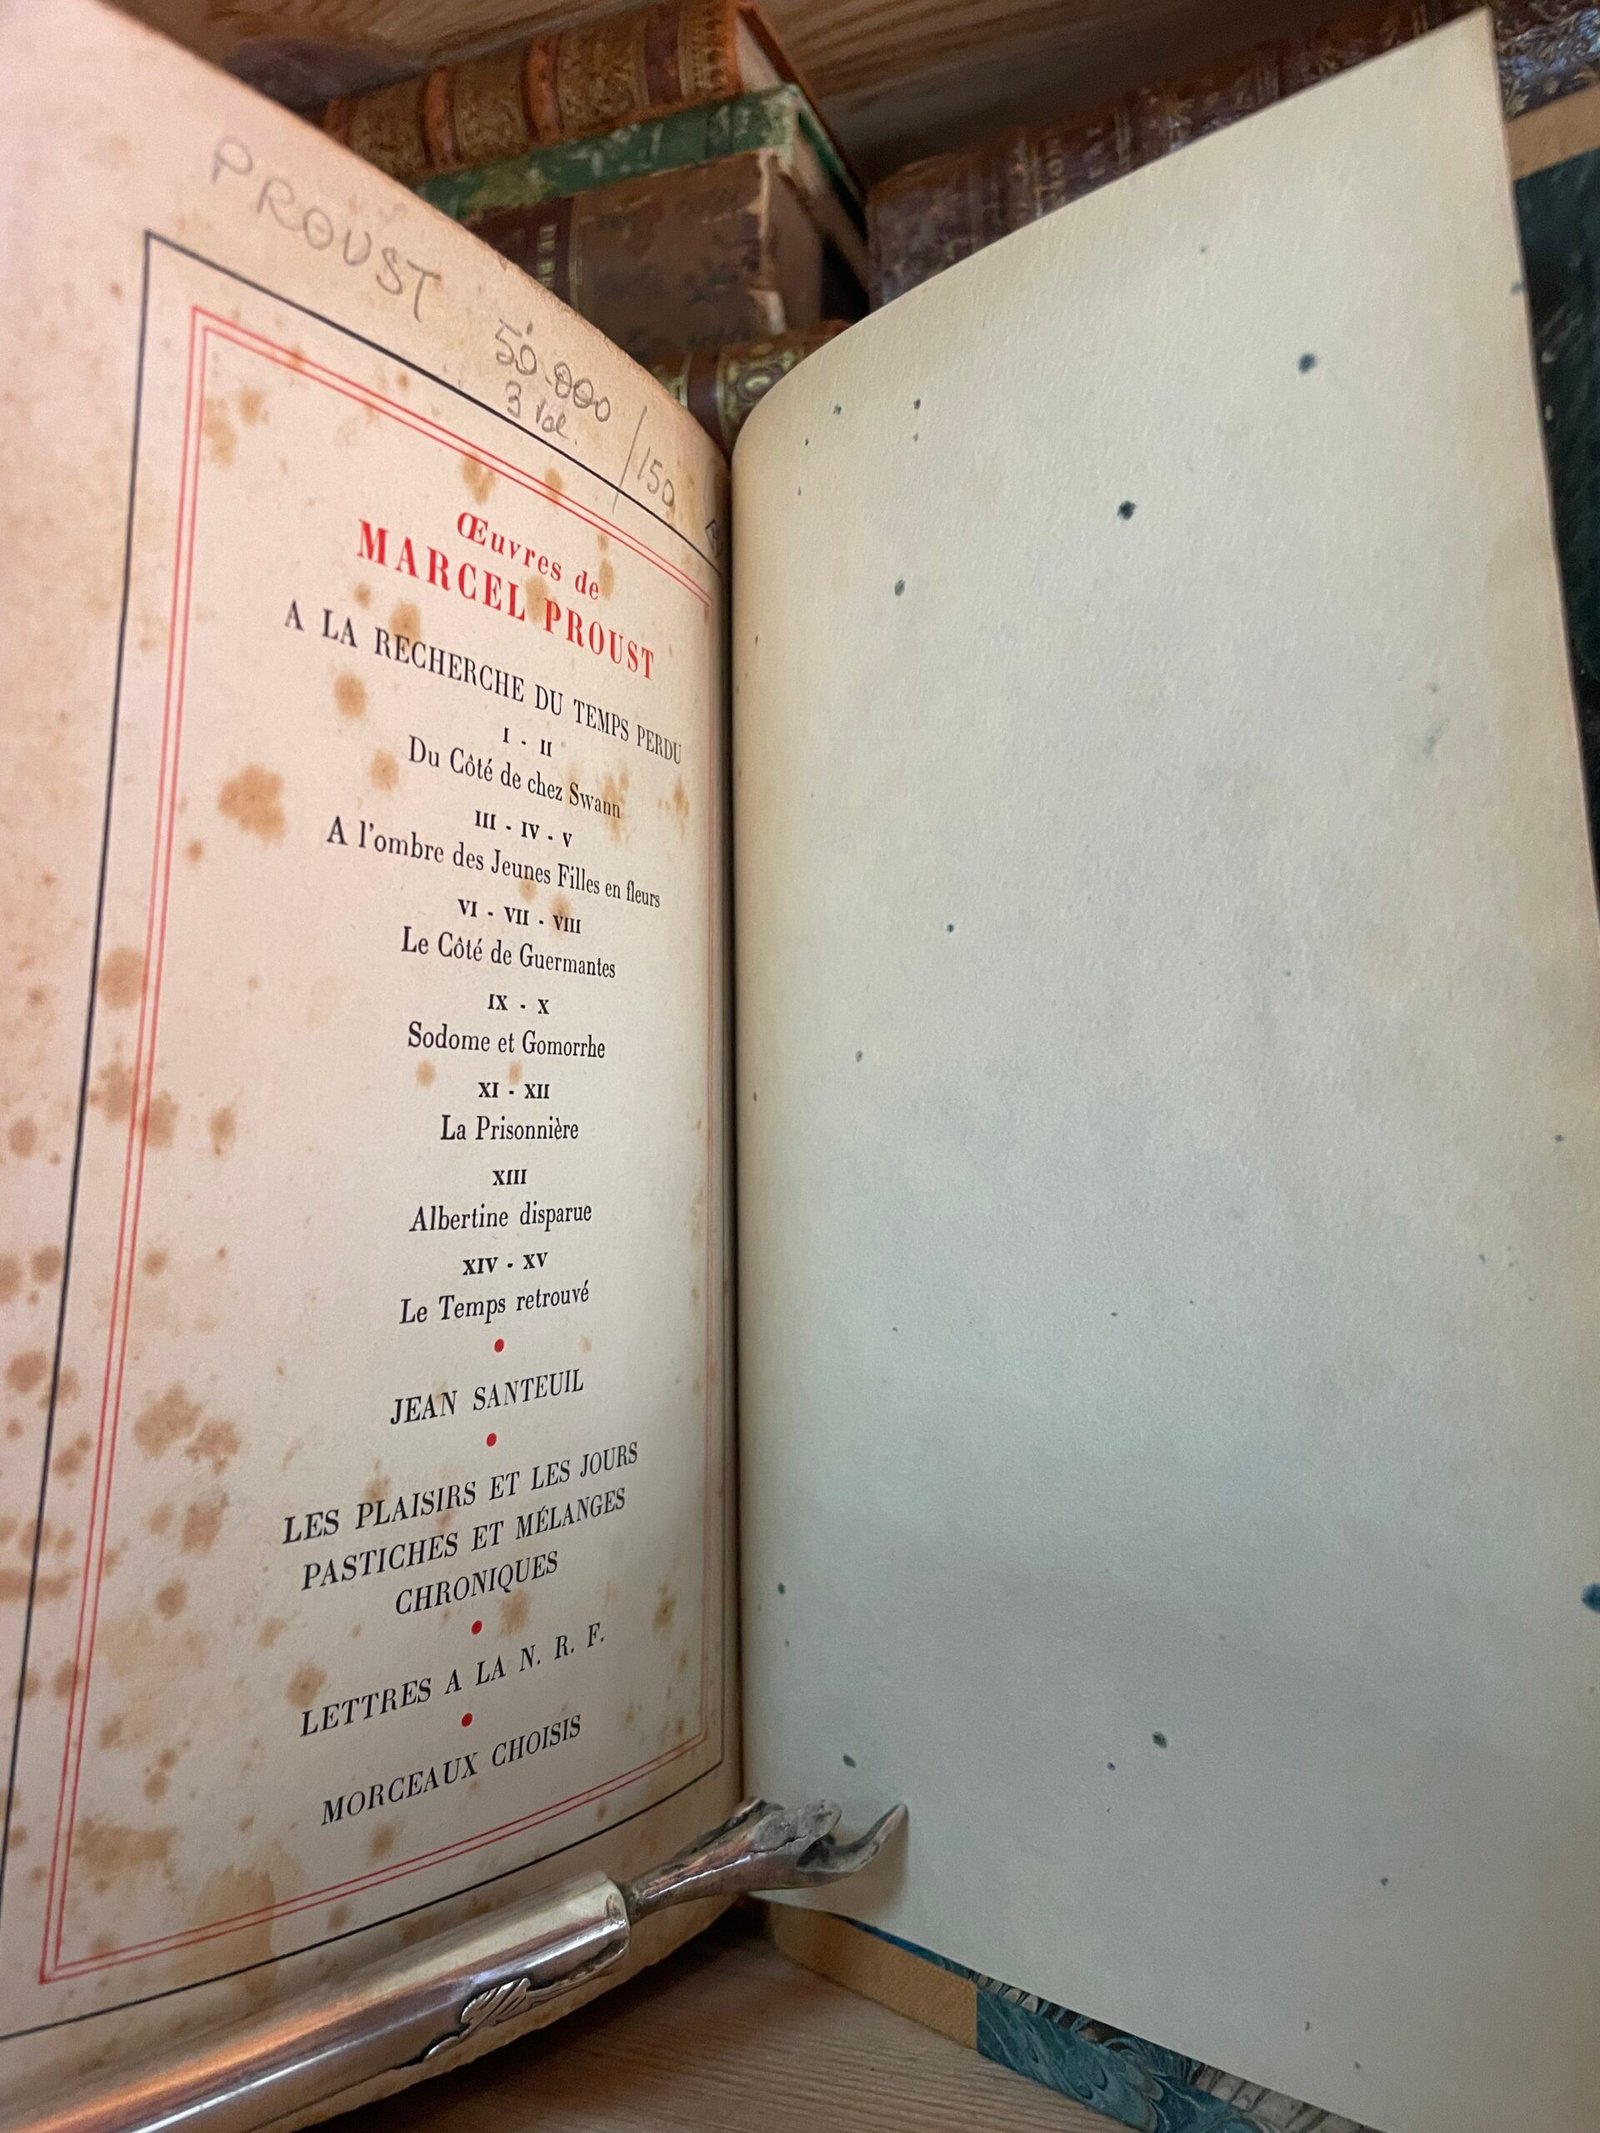 PROUST
50.000
3 vol.
/150
Œuvres de
MARCEL PROUST
A LA RECHERCHE DU TEMPS PERDU
I - II
Du Côté de chez Swann
III - IV - V
A l'ombre des Jeunes Filles en fleurs
VI - VII - VIII
Le Côté de Guermantes
IX - X
Sodome et Gomorrhe
XI - XII
La Prisonnière
XIII
Albertine disparue
XIV - XV
Le Temps retrouvé
JEAN SANTEUIL
LES PLAISIRS ET LES JOURS
PASTICHES ET MÉLANGES
CHRONIQUES
LETTRES A LA N. R. F.
MORCEAUX CHOISIS